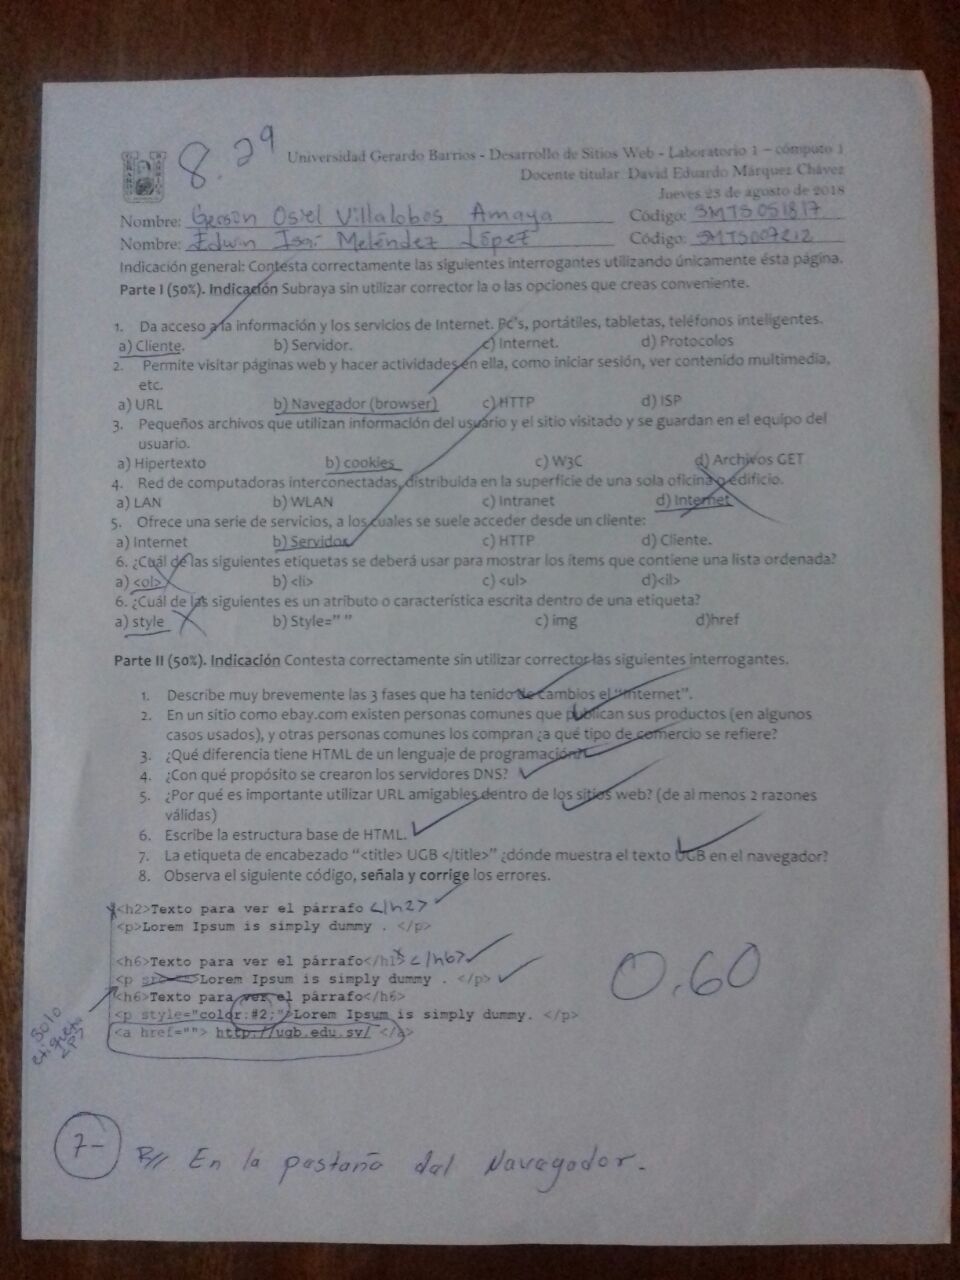 8.29
Universidad Gerardo Barrios - Desarrollo de Sitios Web - Laboratorio 1 – cómputo 1
Docente titular David Eduardo Márquez Chávez
Jueves 23 de agosto de 2018
Nombre: Gerson Osiel Villalobos Amaya Código: SMTS051817
Nombre: Edwin Isaí Meléndez López Código: SMTS007212
Indicación general: Contesta correctamente las siguientes interrogantes utilizando únicamente ésta página.
Parte I (50%). Indicación Subraya sin utilizar corrector la o las opciones que creas conveniente.
1. Da acceso a la información y los servicios de Internet. Pc's, portátiles, tabletas, teléfonos inteligentes.
a) Cliente. b) Servidor. c) Internet. d) Protocolos
2. Permite visitar páginas web y hacer actividades en ella, como iniciar sesión, ver contenido multimedia,
etc.
a) URL b) Navegador (browser) c) HTTP d) ISP
3. Pequeños archivos que utilizan información del usuario y el sitio visitado y se guardan en el equipo del
usuario.
a) Hipertexto b) cookies c) W3C d) Archivos GET
4. Red de computadoras interconectadas, distribuida en la superficie de una sola oficina o edificio.
a) LAN b) WLAN c) Intranet d) Internet
5. Ofrece una serie de servicios, a los cuales se suele acceder desde un cliente:
a) Internet b) Servidor c) HTTP d) Cliente.
6. ¿Cuál de las siguientes etiquetas se deberá usar para mostrar los ítems que contiene una lista ordenada?
a) <ol> b) <li> c) <ul> d)<il>
6. ¿Cuál de las siguientes es un atributo o característica escrita dentro de una etiqueta?
a) style b) Style=" " c) img d)href
Parte II (50%). Indicación Contesta correctamente sin utilizar corrector las siguientes interrogantes.
1. Describe muy brevemente las 3 fases que ha tenido de cambios el "Internet".
2. En un sitio como ebay.com existen personas comunes que publican sus productos (en algunos
casos usados), y otras personas comunes los compran ¿a qué tipo de comercio se refiere?
3. ¿Qué diferencia tiene HTML de un lenguaje de programación?
4. ¿Con qué propósito se crearon los servidores DNS?
5. ¿Por qué es importante utilizar URL amigables dentro de los sitios web? (de al menos 2 razones
válidas)
6. Escribe la estructura base de HTML.
7. La etiqueta de encabezado "<title> UGB </title>" ¿dónde muestra el texto UGB en el navegador?
8. Observa el siguiente código, señala y corrige los errores.
<h2>Texto para ver el párrafo </h2>
<p>Lorem Ipsum is simply dummy . </p>
<h6>Texto para ver el párrafo</h1> </h6>
<p Lorem Ipsum is simply dummy . </p>
<h6>Texto para ver el párrafo</h6>
<p style="color:#2;">Lorem Ipsum is simply dummy. </p>
<a href=""> http://ugb.edu.sv/ </a>
0.60
Solo
etiqueta
<p>
7- R// En la pestaña del Navegador.